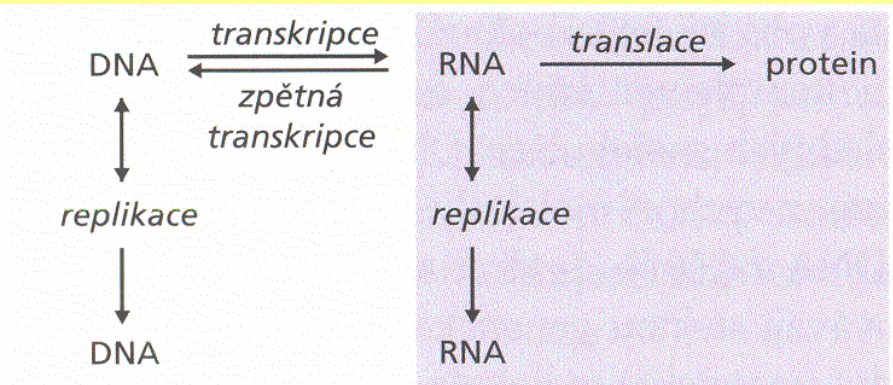 transkripce
translace
DNA
RNA
protein
zpětná
transkripce
replikace
replikace
DNA
RNA